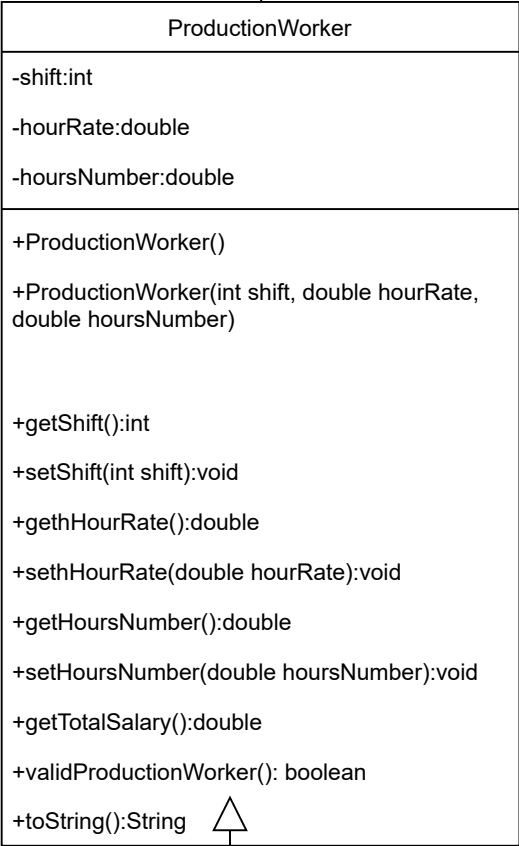 ProductionWorker
-shift:int
-hourRate:double
-hoursNumber:double
+ProductionWorker()
+ProductionWorker(int shift, double hourRate,
double hoursNumber)
+getShift():int
+setShift(int shift):void
+gethHourRate():double
+sethHourRate(double hourRate):void
+getHoursNumber():double
+setHoursNumber(double hoursNumber):void
+getTotalSalary():double
+validProductionWorker(): boolean
+toString():String